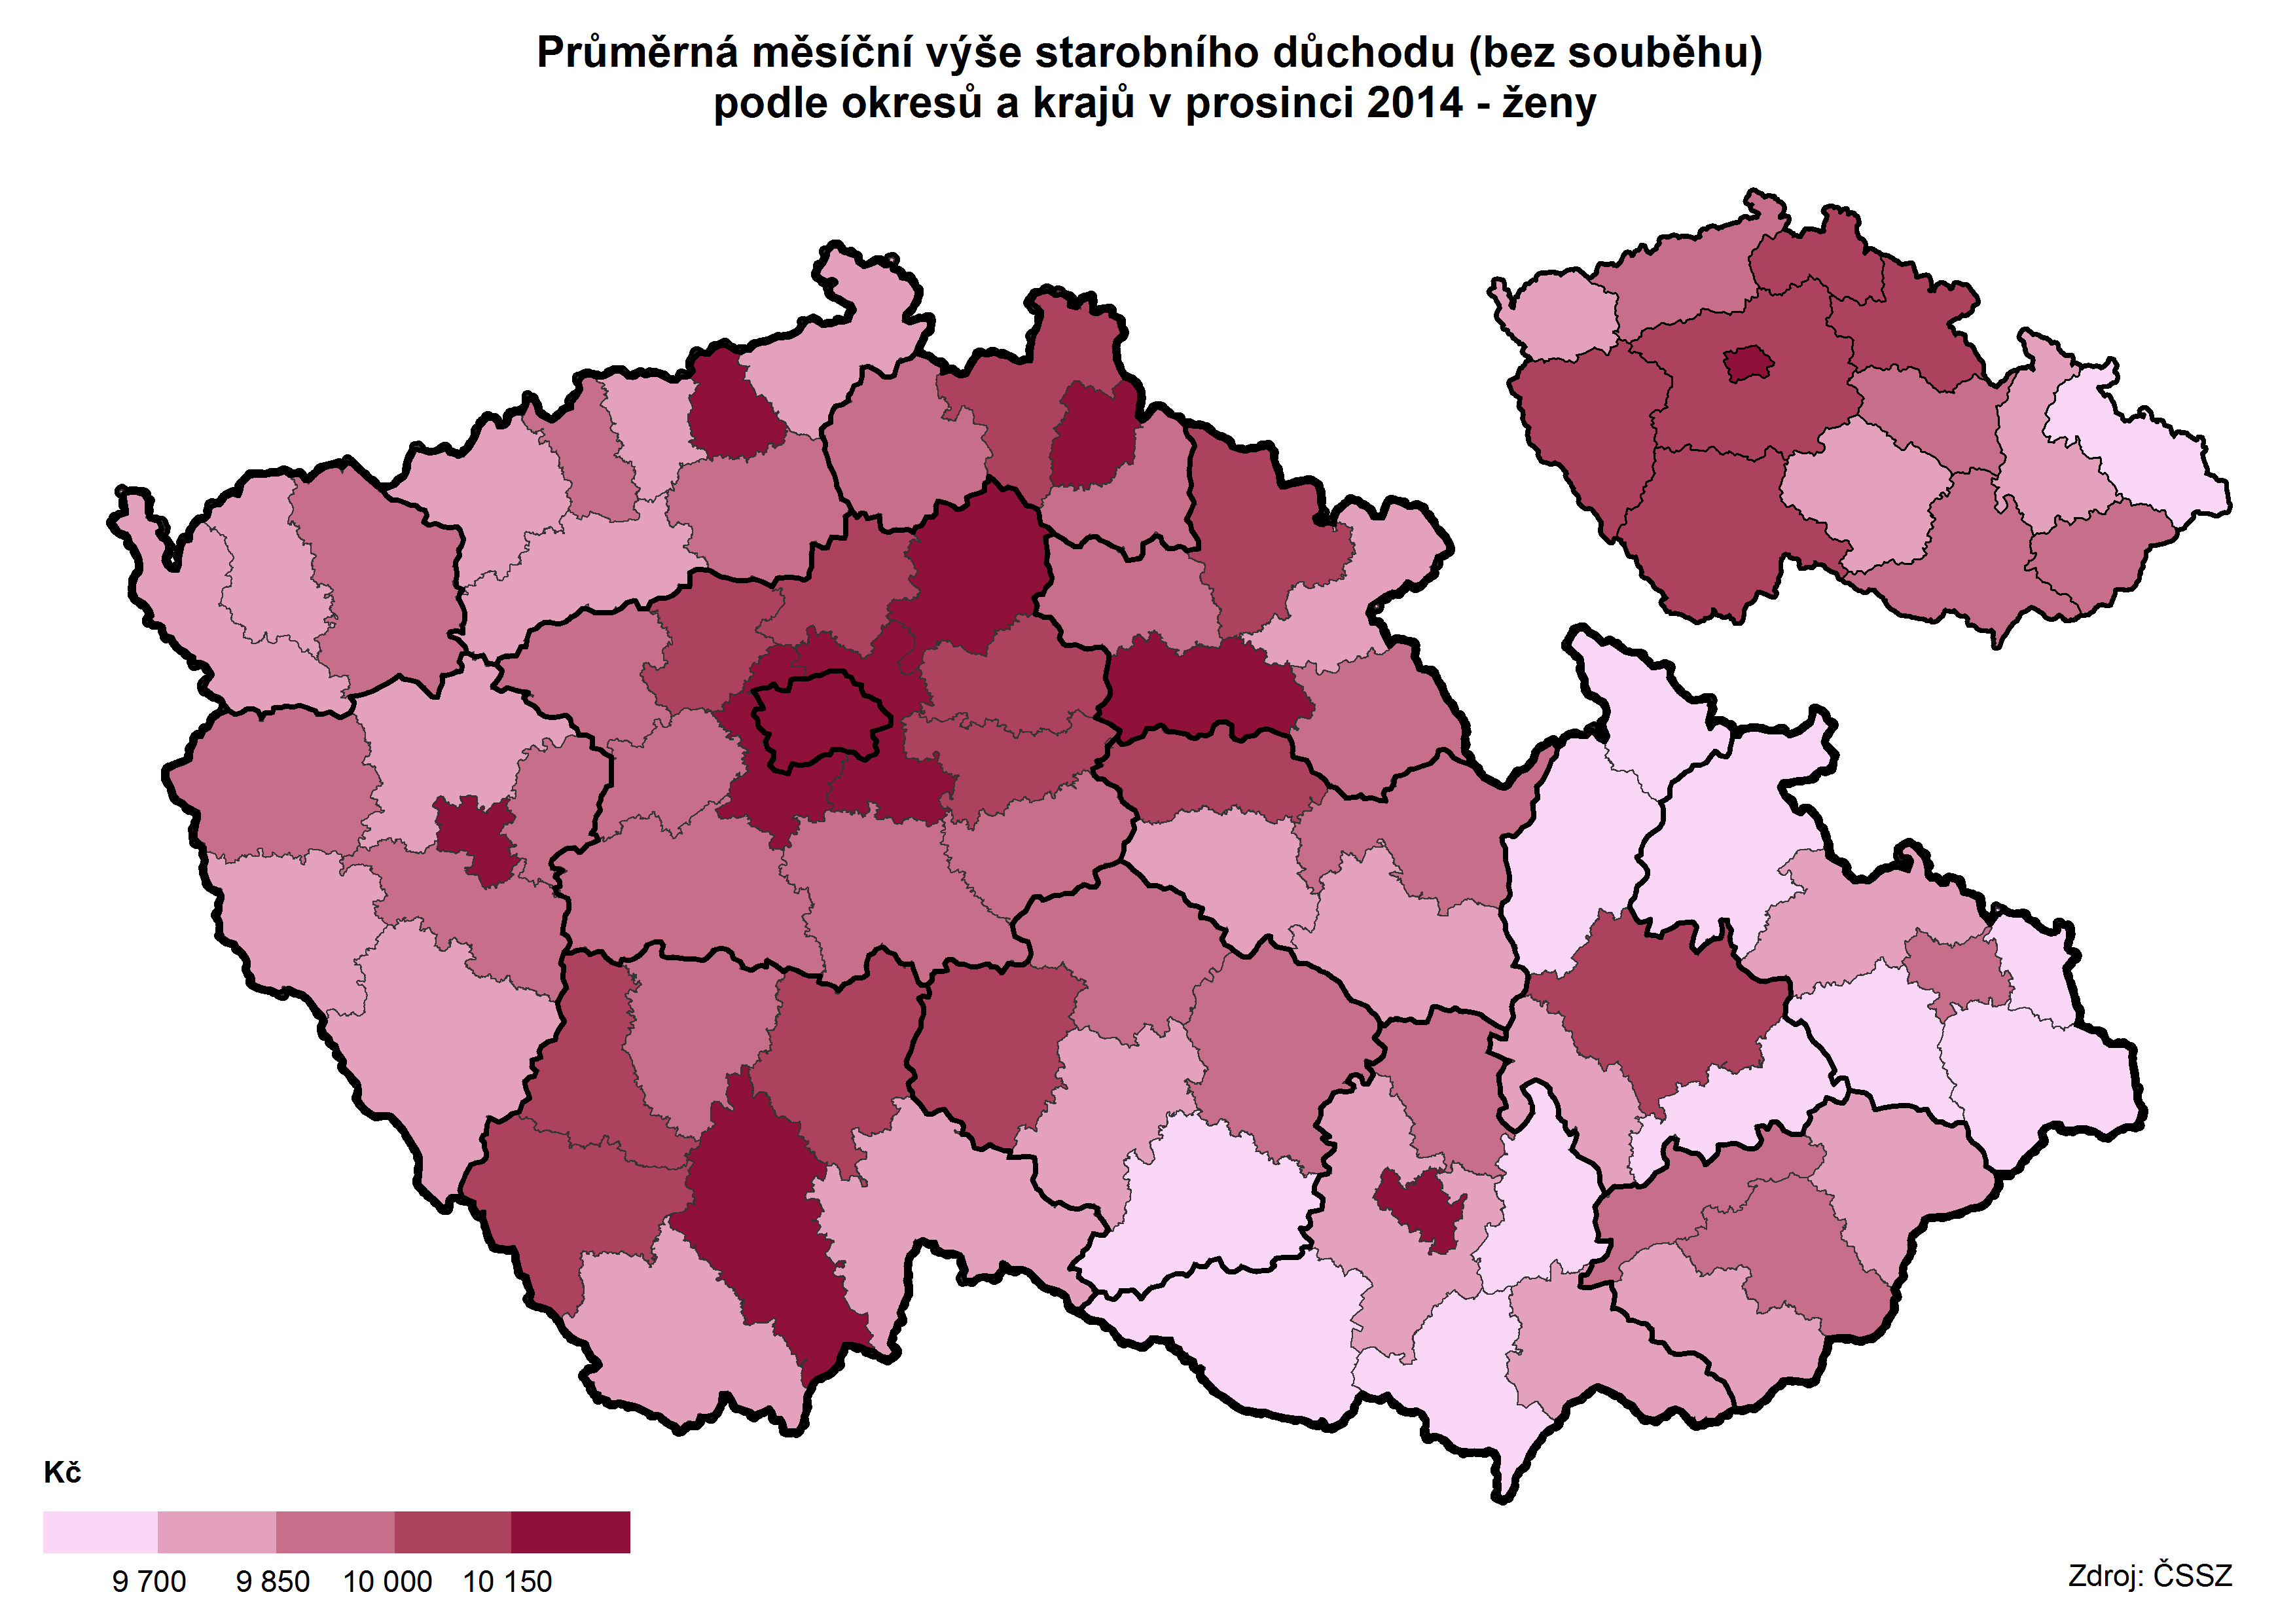 Průměrná měsíční výše starobního důchodu (bez souběhu)
podle okresů a krajů v prosinci 2014 - ženy
Kč
9 700 9 850 10 000 10 150
Zdroj: ČSSZ